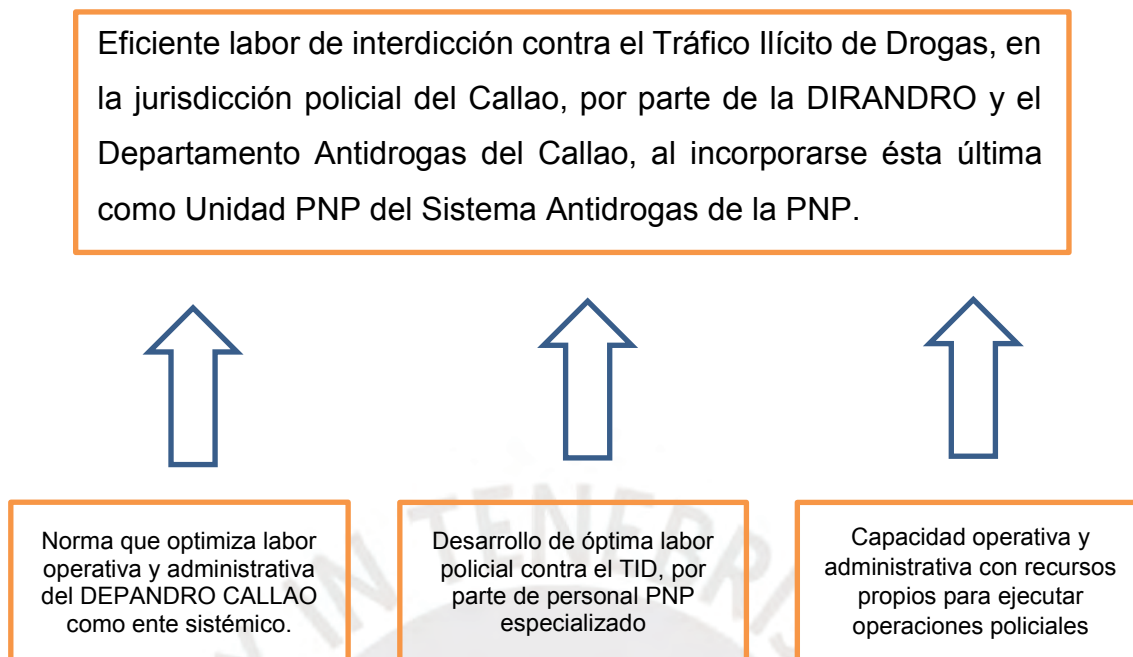 Eficiente labor de interdicción contra el Tráfico Ilícito de Drogas, en
la jurisdicción policial del Callao, por parte de la DIRANDRO y el
Departamento Antidrogas del Callao, al incorporarse ésta última
como Unidad PNP del Sistema Antidrogas de la PNP.
Norma que optimiza labor
operativa y administrativa
del DEPANDRO CALLAO
como ente sistémico.
Desarrollo de óptima labor
policial contra el TID, por
parte de personal PNP
especializado
Capacidad operativa y
administrativa con recursos
propios para ejecutar
operaciones policiales